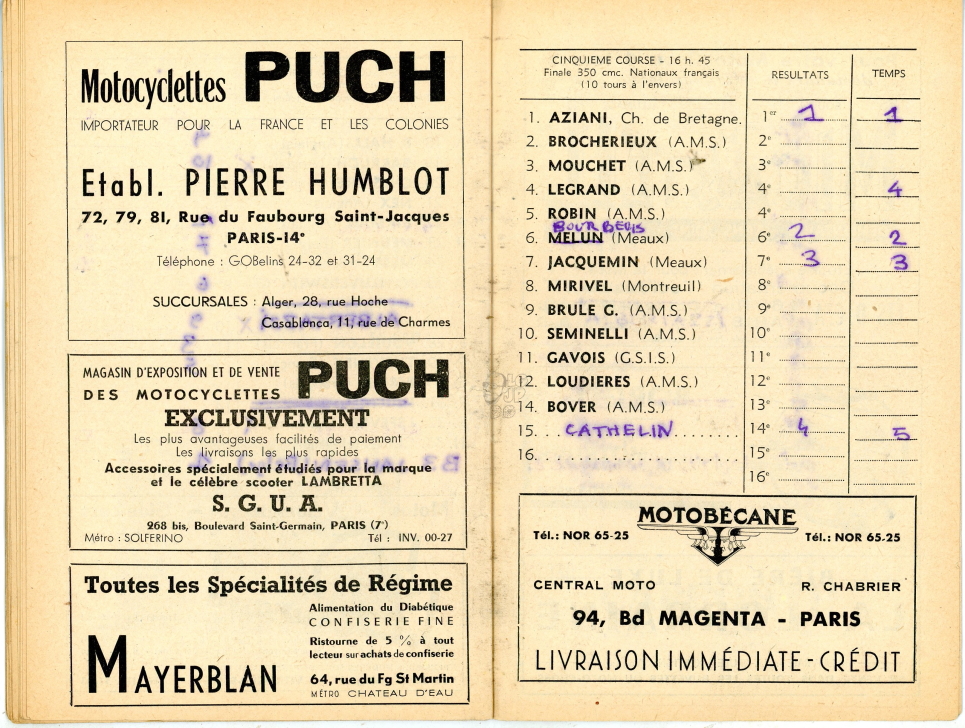 Motocyclettes PUCH
IMPORTATEUR POUR LA FRANCE ET LES COLONIES
Etabl. PIERRE HUMBLOT
72, 79, 81, Rue du Faubourg Saint-Jacques
PARIS-14e
Téléphone : GOBelins 24-32 et 31-24
SUCCURSALES : Alger, 28, rue Hoche
Casablanca, 11, rue de Charmes
MAGASIN D'EXPOSITION ET DE VENTE
DES MOTOCYCLETTES PUCH
EXCLUSIVEMENT
Les plus avantageuses facilités de paiement
Les livraisons les plus rapides
Accessoires spécialement étudiés pour la marque
et le célèbre scooter LAMBRETTA
S. G. U. A.
268 bis, Boulevard Saint-Germain, PARIS (7e)
Métro : SOLFERINO Tél : INV. 00-27
Toutes les Spécialités de Régime
MAYERBLAN
Alimentation du Diabétique
CONFISERIE FINE
Ristourne de 5 % à tout
lecteur sur achats de confiserie
64, rue du Fg St Martin
MÉTRO CHATEAU D'EAU
CINQUIEME COURSE - 16 h. 45
Finale 350 cmc. Nationaux français
(10 tours à l'envers)
RESULTATS TEMPS
1. AZIANI, Ch. de Bretagne. 1er 1 1
2. BROCHERIEUX (A.M.S.) 2e
3. MOUCHET (A.M.S.) 3e
4. LEGRAND (A.M.S.) 4e 4
5. ROBIN (A.M.S.) 4e
BOURBEUS
6. MELUN (Meaux) 6e 2 2
7. JACQUEMIN (Meaux) 7e 3 3
8. MIRIVEL (Montreuil) 8e
9. BRULE G. (A.M.S.) 9e
10. SEMINELLI (A.M.S.) 10e
11. GAVOIS (G.S.I.S.) 11e
12. LOUDIERES (A.M.S.) 12e
14. BOVER (A.M.S.) 13e
15. . . CATHELIN . . . . . . . 14e 4 5
16. . . . . . . . . . . . . . . . . . 15e
16e
MOTOBÉCANE
Tél.: NOR 65-25 Tél.: NOR 65-25
CENTRAL MOTO R. CHABRIER
94, Bd MAGENTA - PARIS
LIVRAISON IMMÉDIATE - CRÉDIT